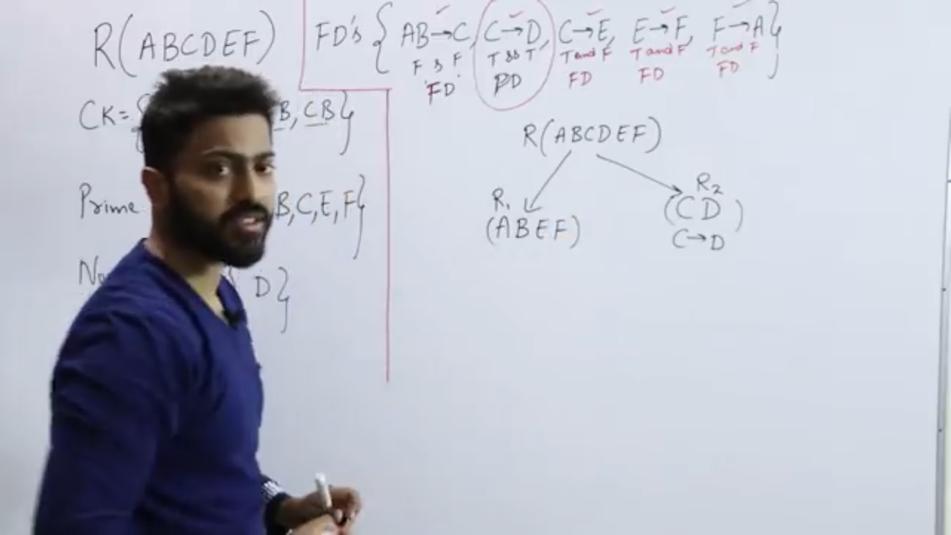 R(ABCDEF)
FD's { AB→C, C→D, C→E, E→F, F→A }
F & F T & T T and F T and F T and F
FD PD FD FD FD
CK= { B, CB }
R(ABCDEF)
Prime B,C,E,F }
R₁ R₂
(ABEF) (CD)
C→D
D }